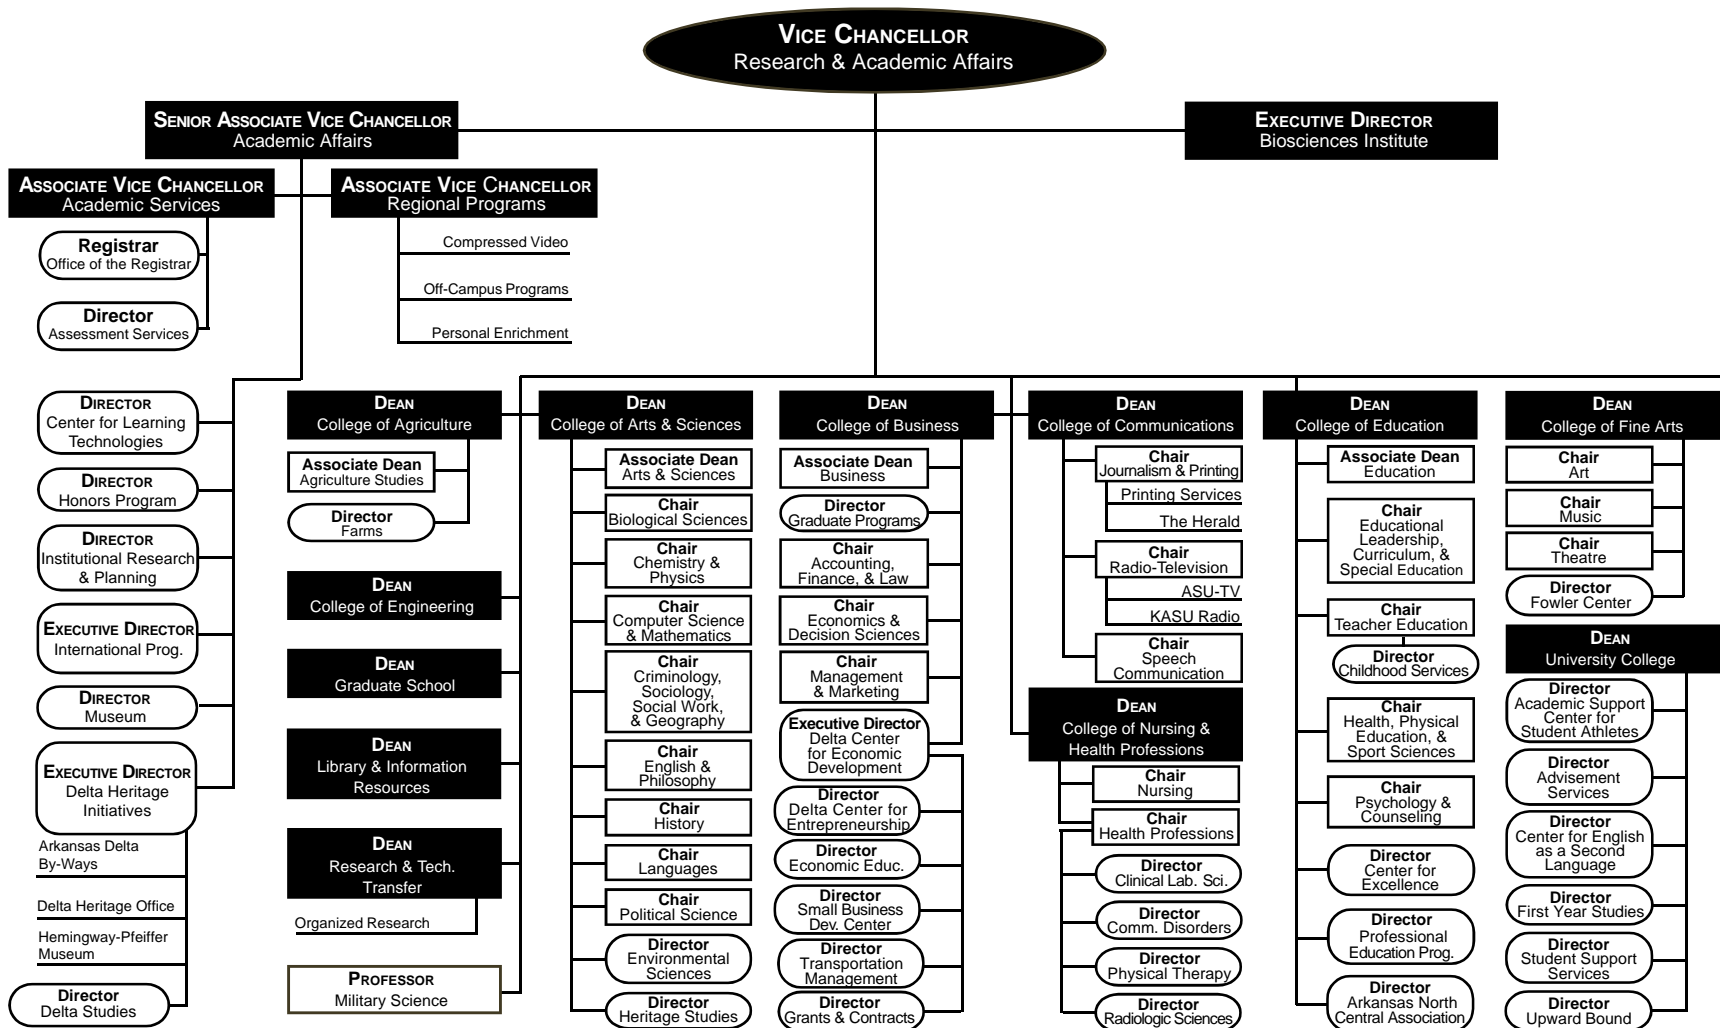 VICE CHANCELLOR
Research & Academic Affairs
SENIOR ASSOCIATE VICE CHANCELLOR
Academic Affairs
EXECUTIVE DIRECTOR
Biosciences Institute
ASSOCIATE VICE CHANCELLOR
Academic Services
ASSOCIATE VICE CHANCELLOR
Regional Programs
Registrar
Office of the Registrar
Director
Assessment Services
Compressed Video
Off-Campus Programs
Personal Enrichment
DIRECTOR
Center for Learning
Technologies
DIRECTOR
Honors Program
DIRECTOR
Institutional Research
& Planning
EXECUTIVE DIRECTOR
International Prog.
DIRECTOR
Museum
EXECUTIVE DIRECTOR
Delta Heritage
Initiatives
Arkansas Delta
By-Ways
Delta Heritage Office
Hemingway-Pfeiffer
Museum
Director
Delta Studies
DEAN
College of Agriculture
Associate Dean
Agriculture Studies
Director
Farms
DEAN
College of Engineering
DEAN
Graduate School
DEAN
Library & Information
Resources
DEAN
Research & Tech.
Transfer
Organized Research
PROFESSOR
Military Science
DEAN
College of Arts & Sciences
Associate Dean
Arts & Sciences
Chair
Biological Sciences
Chair
Chemistry &
Physics
Chair
Computer Science
& Mathematics
Chair
Criminology,
Sociology,
Social Work,
& Geography
Chair
English &
Philosophy
Chair
History
Chair
Languages
Chair
Political Science
Director
Environmental
Sciences
Director
Heritage Studies
DEAN
College of Business
Associate Dean
Business
Director
Graduate Programs
Chair
Accounting,
Finance, & Law
Chair
Economics &
Decision Sciences
Chair
Management
& Marketing
Executive Director
Delta Center
for Economic
Development
Director
Delta Center for
Entrepreneurship
Director
Economic Educ.
Director
Small Business
Dev. Center
Director
Transportation
Management
Director
Grants & Contracts
DEAN
College of Communications
Chair
Journalism & Printing
Printing Services
The Herald
Chair
Radio-Television
ASU-TV
KASU Radio
Chair
Speech
Communication
DEAN
College of Nursing &
Health Professions
Chair
Nursing
Chair
Health Professions
Director
Clinical Lab. Sci.
Director
Comm. Disorders
Director
Physical Therapy
Director
Radiologic Sciences
DEAN
College of Education
Associate Dean
Education
Chair
Educational
Leadership,
Curriculum, &
Special Education
Chair
Teacher Education
Director
Childhood Services
Chair
Health, Physical
Education, &
Sport Sciences
Chair
Psychology &
Counseling
Director
Center for
Excellence
Director
Professional
Education Prog.
Director
Arkansas North
Central Association
DEAN
College of Fine Arts
Chair
Art
Chair
Music
Chair
Theatre
Director
Fowler Center
DEAN
University College
Director
Academic Support
Center for
Student Athletes
Director
Advisement
Services
Director
Center for English
as a Second
Language
Director
First Year Studies
Director
Student Support
Services
Director
Upward Bound